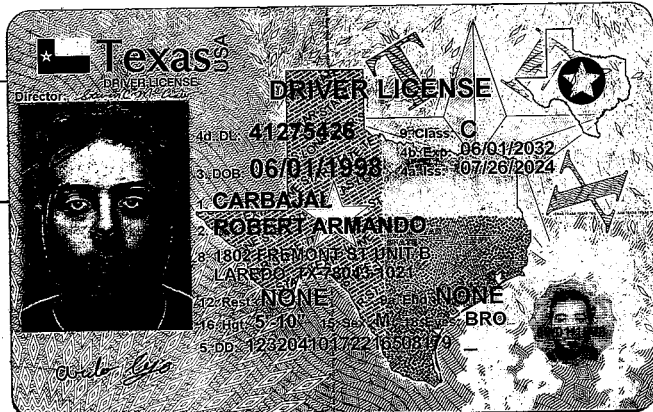 Texas USA
DRIVER LICENSE
Director:
DRIVER LICENSE
4d. DL: 41275426 9. Class: C
4b. Exp: 06/01/2032
3. DOB: 06/01/1998 4a. Iss: 07/26/2024
1. CARBAJAL
2. ROBERT ARMANDO
8. 1802 FREMONT ST UNIT B
LAREDO, TX 78043-1021
12. Rest: NONE 9a. End: NONE
16. Hgt: 5'-10" 15. Sex: M BRO
5. DD: 12320410172216508179